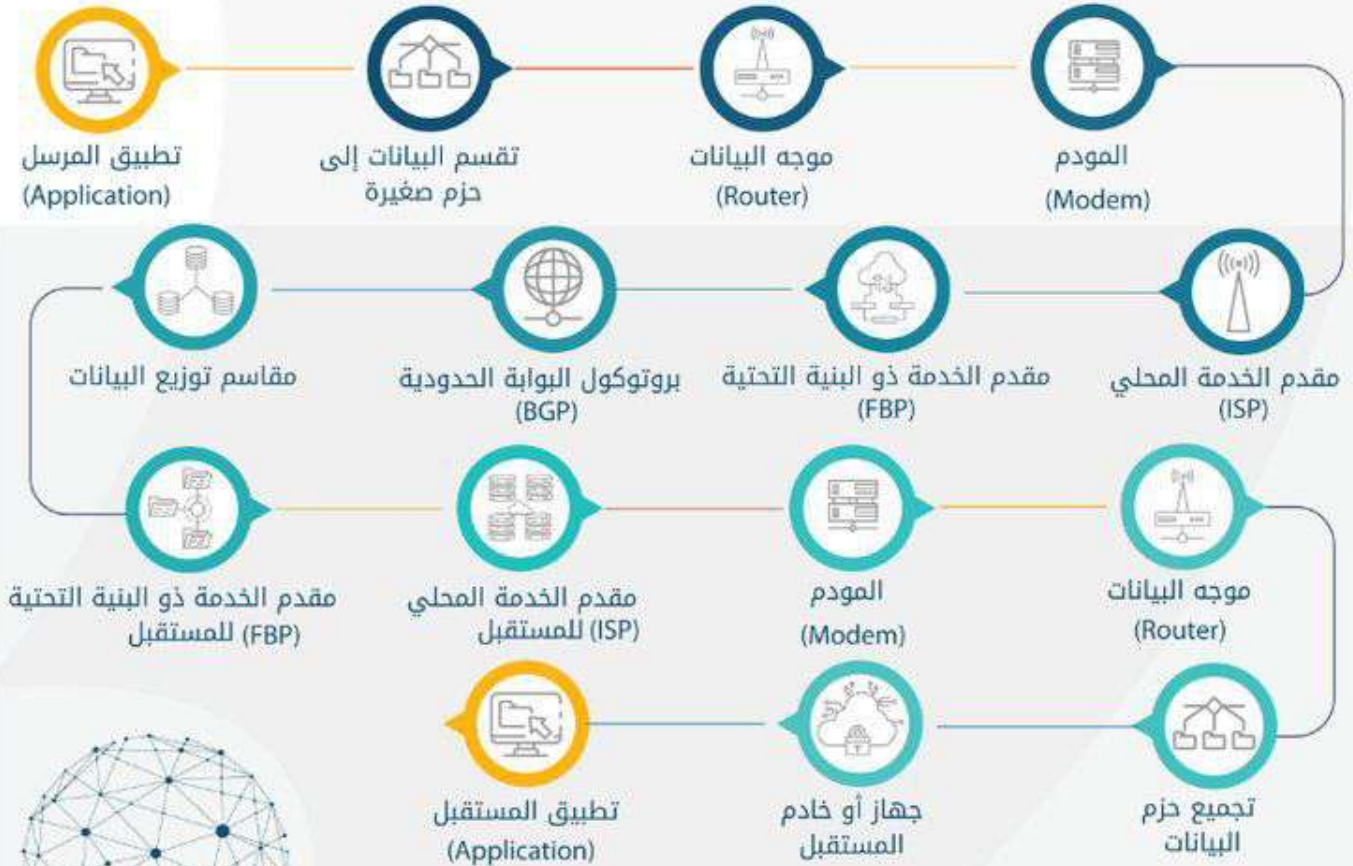 تطبيق المرسل
(Application)
تقسم البيانات إلى
حزم صغيرة
موجه البيانات
(Router)
المودم
(Modem)
مقدم الخدمة المحلي
(ISP)
مقدم الخدمة ذو البنية التحتية
(FBP)
بروتوكول البوابة الحدودية
(BGP)
مقاسم توزيع البيانات
مقدم الخدمة ذو البنية التحتية
(FBP) للمستقبل
مقدم الخدمة المحلي
(ISP) للمستقبل
المودم
(Modem)
موجه البيانات
(Router)
تجميع حزم
البيانات
جهاز أو خادم
المستقبل
تطبيق المستقبل
(Application)